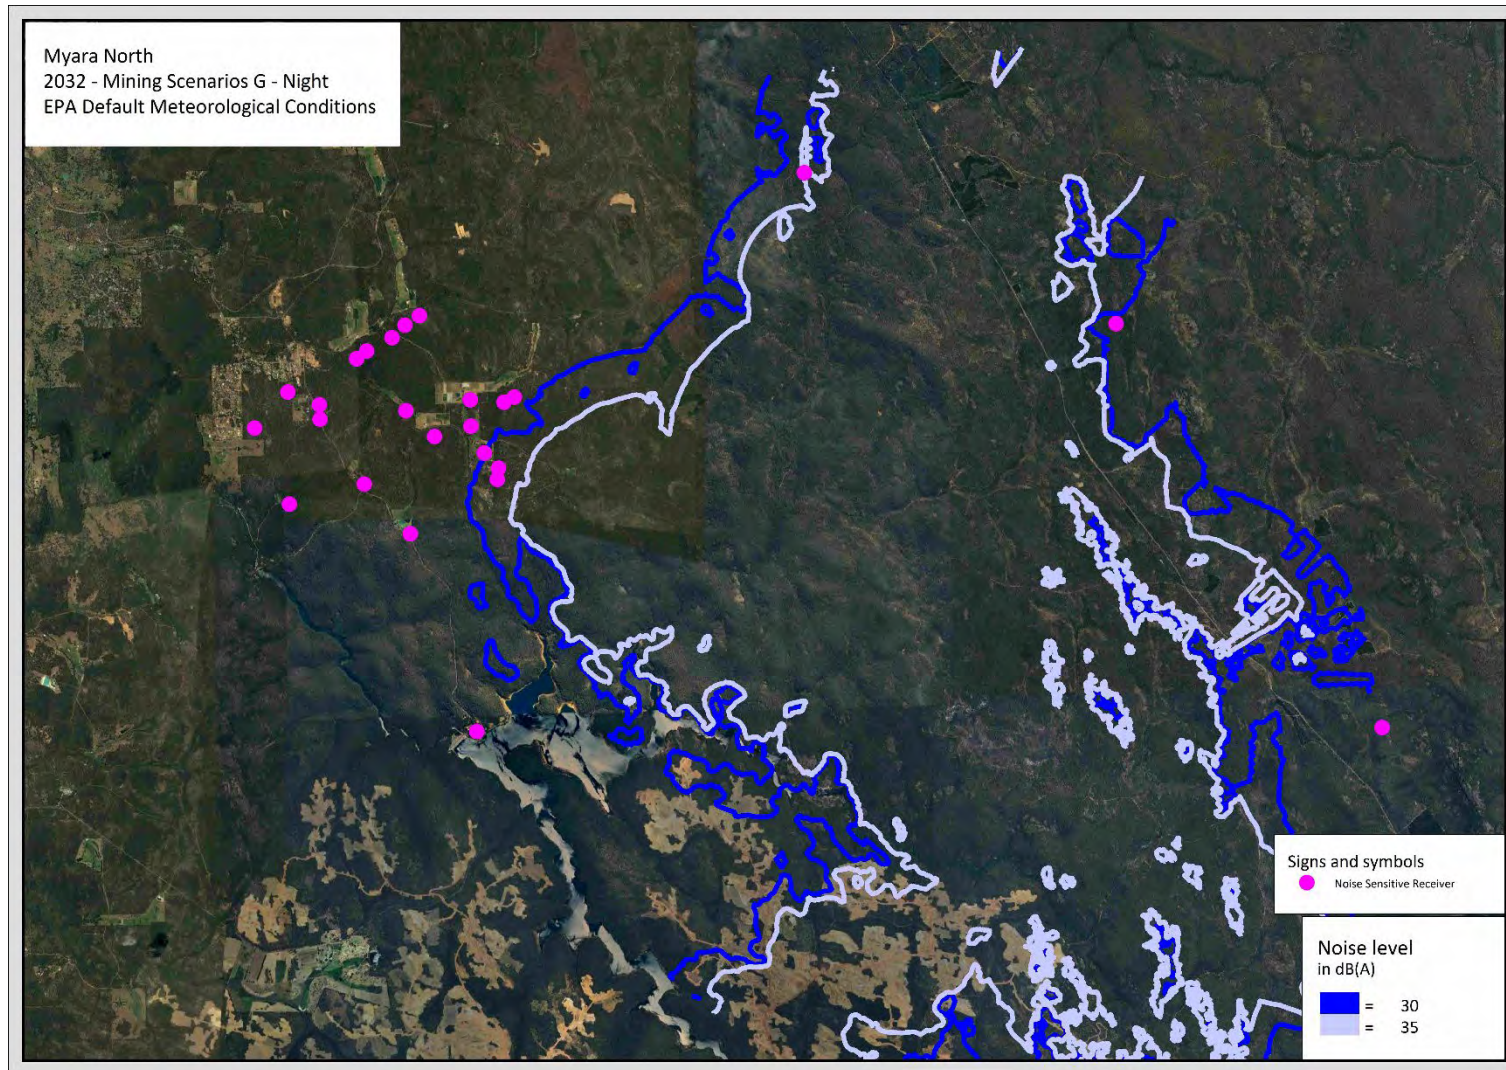 Myara North
2032 - Mining Scenarios G - Night
EPA Default Meteorological Conditions
Signs and symbols
Noise Sensitive Receiver
Noise level
in dB(A)
= 30
= 35